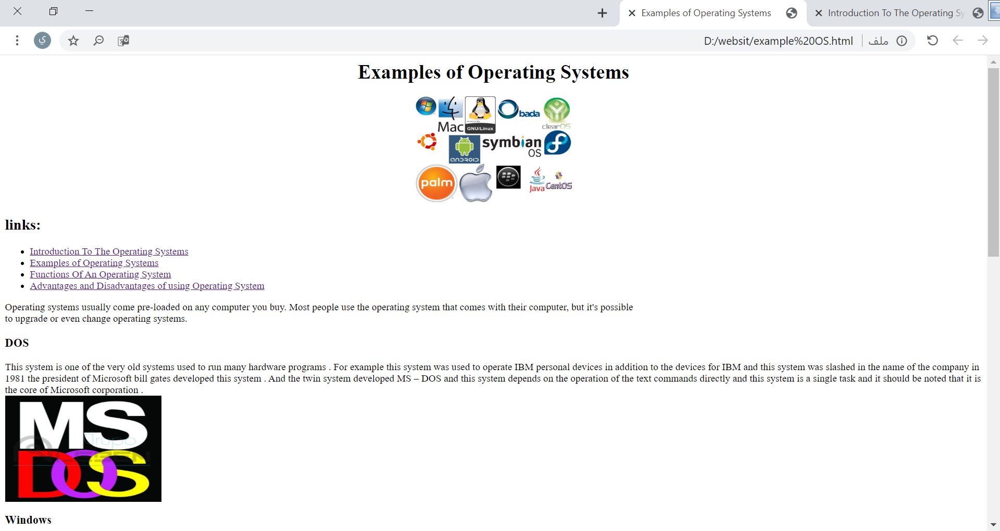 Examples of Operating Systems
Introduction To The Operating Sy
ي
D:/websit/example%20OS.html
ملف
Examples of Operating Systems
Mac
Powered By
GNU/Linux
bada
clearOS
ANDROID
symbian
OS
palm
Java
CentOS
links:
Introduction To The Operating Systems
Examples of Operating Systems
Functions Of An Operating System
Advantages and Disadvantages of using Operating System
Operating systems usually come pre-loaded on any computer you buy. Most people use the operating system that comes with their computer, but it's possible
to upgrade or even change operating systems.
DOS
This system is one of the very old systems used to run many hardware programs . For example this system was used to operate IBM personal devices in addition to the devices for IBM and this system was slashed in the name of the company in
1981 the president of Microsoft bill gates developed this system . And the twin system developed MS – DOS and this system depends on the operation of the text commands directly and this system is a single task and it should be noted that it is
the core of Microsoft corporation .
MS
DOS
Grupo
Windows